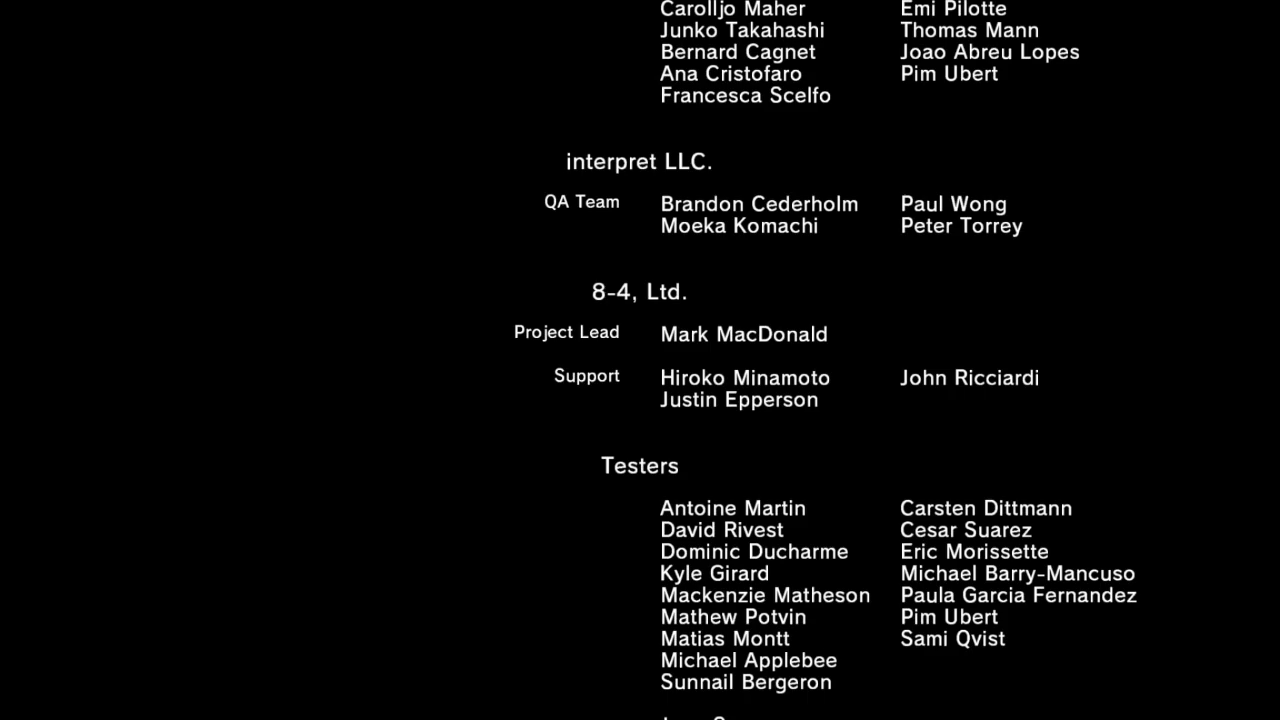 Carolljo Maher Emi Pilotte
Junko Takahashi Thomas Mann
Bernard Cagnet Joao Abreu Lopes
Ana Cristofaro Pim Ubert
Francesca Scelfo
interpret LLC.
QA Team Brandon Cederholm Paul Wong
Moeka Komachi Peter Torrey
8-4, Ltd.
Project Lead Mark MacDonald
Support Hiroko Minamoto John Ricciardi
Justin Epperson
Testers
Antoine Martin Carsten Dittmann
David Rivest Cesar Suarez
Dominic Ducharme Eric Morissette
Kyle Girard Michael Barry-Mancuso
Mackenzie Matheson Paula Garcia Fernandez
Mathew Potvin Pim Ubert
Matias Montt Sami Qvist
Michael Applebee
Sunnail Bergeron